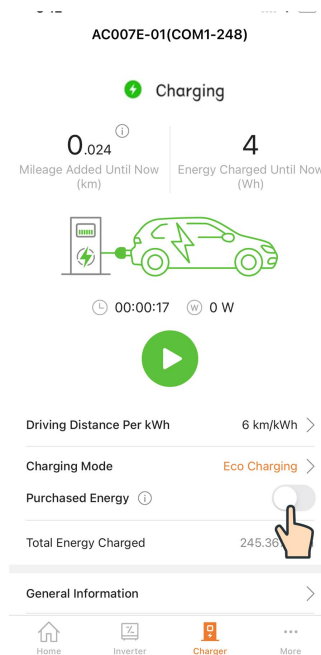 AC007E-01(COM1-248)
Charging
0.024
4
Mileage Added Until Now
(km)
Energy Charged Until Now
(Wh)
00:00:17 W 0 W
Driving Distance Per kWh 6 km/kWh
Charging Mode Eco Charging
Purchased Energy
Total Energy Charged 245.36
General Information
Home Inverter Charger More